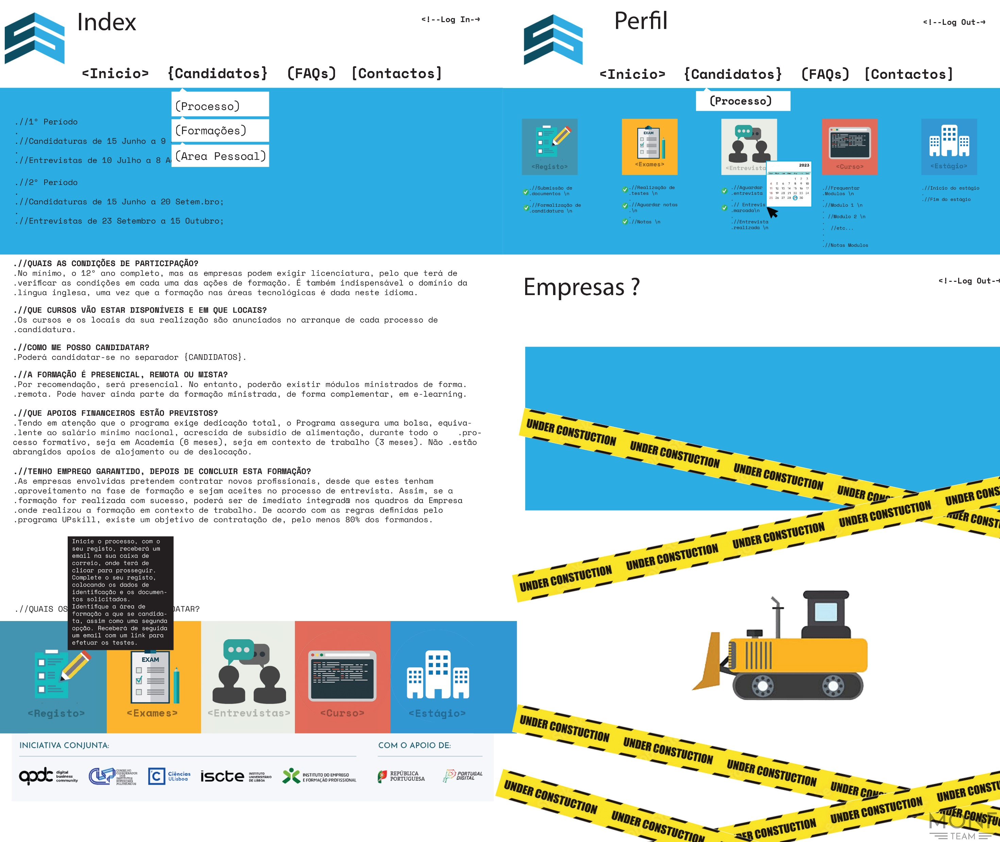 Index
<!--Log In-->
<Inicio> {Candidatos} (FAQs) [Contactos]
(Processo)
(Formações)
(Area Pessoal)
.//1º Período
.
.//Candidaturas de 15 Junho a 9
.
.//Entrevistas de 10 Julho a 8
.//2º Período
.
.//Candidaturas de 15 Junho a 20 Setem.bro;
.
.//Entrevistas de 23 Setembro a 15 Outubro;
.//QUAIS AS CONDIÇÕES DE PARTICIPAÇÃO?
.No mínimo, o 12º ano completo, mas as empresas podem exigir licenciatura, pelo que terá de
.verificar as condições em cada uma das ações de formação. É também indispensável o domínio da
.língua inglesa, uma vez que a formação nas áreas tecnológicas é dada neste idioma.
.//QUE CURSOS VÃO ESTAR DISPONÍVEIS E EM QUE LOCAIS?
.Os cursos e os locais da sua realização são anunciados no arranque de cada processo de
.candidatura.
.//COMO ME POSSO CANDIDATAR?
.Poderá candidatar-se no separador {CANDIDATOS}.
.//A FORMAÇÃO É PRESENCIAL, REMOTA OU MISTA?
.Por recomendação, será presencial. No entanto, poderão existir módulos ministrados de forma.
.remota. Pode haver ainda parte da formação ministrada, de forma complementar, em e-learning.
.//QUE APOIOS FINANCEIROS ESTÃO PREVISTOS?
.Tendo em atenção que o programa exige dedicação total, o Programa assegura uma bolsa, equiva-
.lente ao salário mínimo nacional, acrescida de subsídio de alimentação, durante todo o .pro-
cesso formativo, seja em Academia (6 meses), seja em contexto de trabalho (3 meses). Não .estão
abrangidos apoios de alojamento ou de deslocação.
.//TENHO EMPREGO GARANTIDO, DEPOIS DE CONCLUIR ESTA FORMAÇÃO?
.As empresas envolvidas pretendem contratar novos profissionais, desde que estes tenham
.aproveitamento na fase de formação e sejam aceites no processo de entrevista. Assim, se a
.formação for realizada com sucesso, poderá ser de imediato integrad@ nos quadros da Empresa
.onde realizou a formação em contexto de trabalho. De acordo com as regras definidas pelo
.programa UPskill, existe um objetivo de contratação de, pelo menos 80% dos formandos.
Inicie o processo, com o
seu registo, receberá um
email na sua caixa de
correio, onde terá de
clicar para prosseguir.
Complete o seu registo,
colocando os dados de
identificação e os documen-
tos solicitados.
Identifique a área de
formação a que se candida-
ta, assim como uma segunda
opção. Receberá de seguida
um email com um link para
efetuar os testes.
.//QUAIS OS DATAR?
EXAM
<Registo> <Exames> <Entrevistas> <Curso> <Estágio>
INICIATIVA CONJUNTA:
COM O APOIO DE:
apdc digital business community
CONSELHO COORDENADOR DOS INSTITUTOS SUPERIORES POLITÉCNICOS
Ciências ULisboa
iscte INSTITUTO UNIVERSITÁRIO DE LISBOA
INSTITUTO DO EMPREGO E FORMAÇÃO PROFISSIONAL
REPÚBLICA PORTUGUESA
PORTUGAL DIGITAL
Perfil
<!--Log Out-->
<Inicio> {Candidatos} (FAQs) [Contactos]
(Processo)
EXAM
<Registo> <Exames> <Entrevista <Curso> <Estágio>
2023
Sun Mon Tue Wed Thu Fri Sat
1 2 3
4 5 6 7 8 9 10
11 12 13 14 15 16 17
18 19 20 21 22 23 24
25 26 27 28 29 30
.//Submissão de
.documentos \n
.
.//Formalização de
.candidatura \n
.//Realização de
.testes \n
.
.//Aguardar notas
.\n
.
.//Notas \n
.//Aguardar
.entrevista
.
.// Entrevis
.marcada\n
.
.//Entrevista
.realizada \n
.//Frequentar
.Modulos \n
.
.//Modulo 1 \n
.
. //Modulo 2 \n
.
. //etc...
.
.
.//Notas Modulos
.//Inicio do estágio
.
.//Fim do estágio
Empresas ?
<!--Log Out-->
UNDER CONSTUCTION UNDER CONSTUCTION UNDER CONSTUCTION UNDER CONS
UNDER CONST
UNDER CONSTUCTION UNDER CONSTUCTION UNDER CONSTUCTION UNDER CONSTUCTION UNDER CONS
UNDER CONSTUCTION UNDER CONSTUCTION UNDER CONSTUCTION UNDER CONS
UNDER CONSTU
UNDER CONSTUCTION UNDER CONSTUCTION
UNDER CONSTUCTION UNDER CONSTUCTION UNDER CONSTU
MONF
TEAM